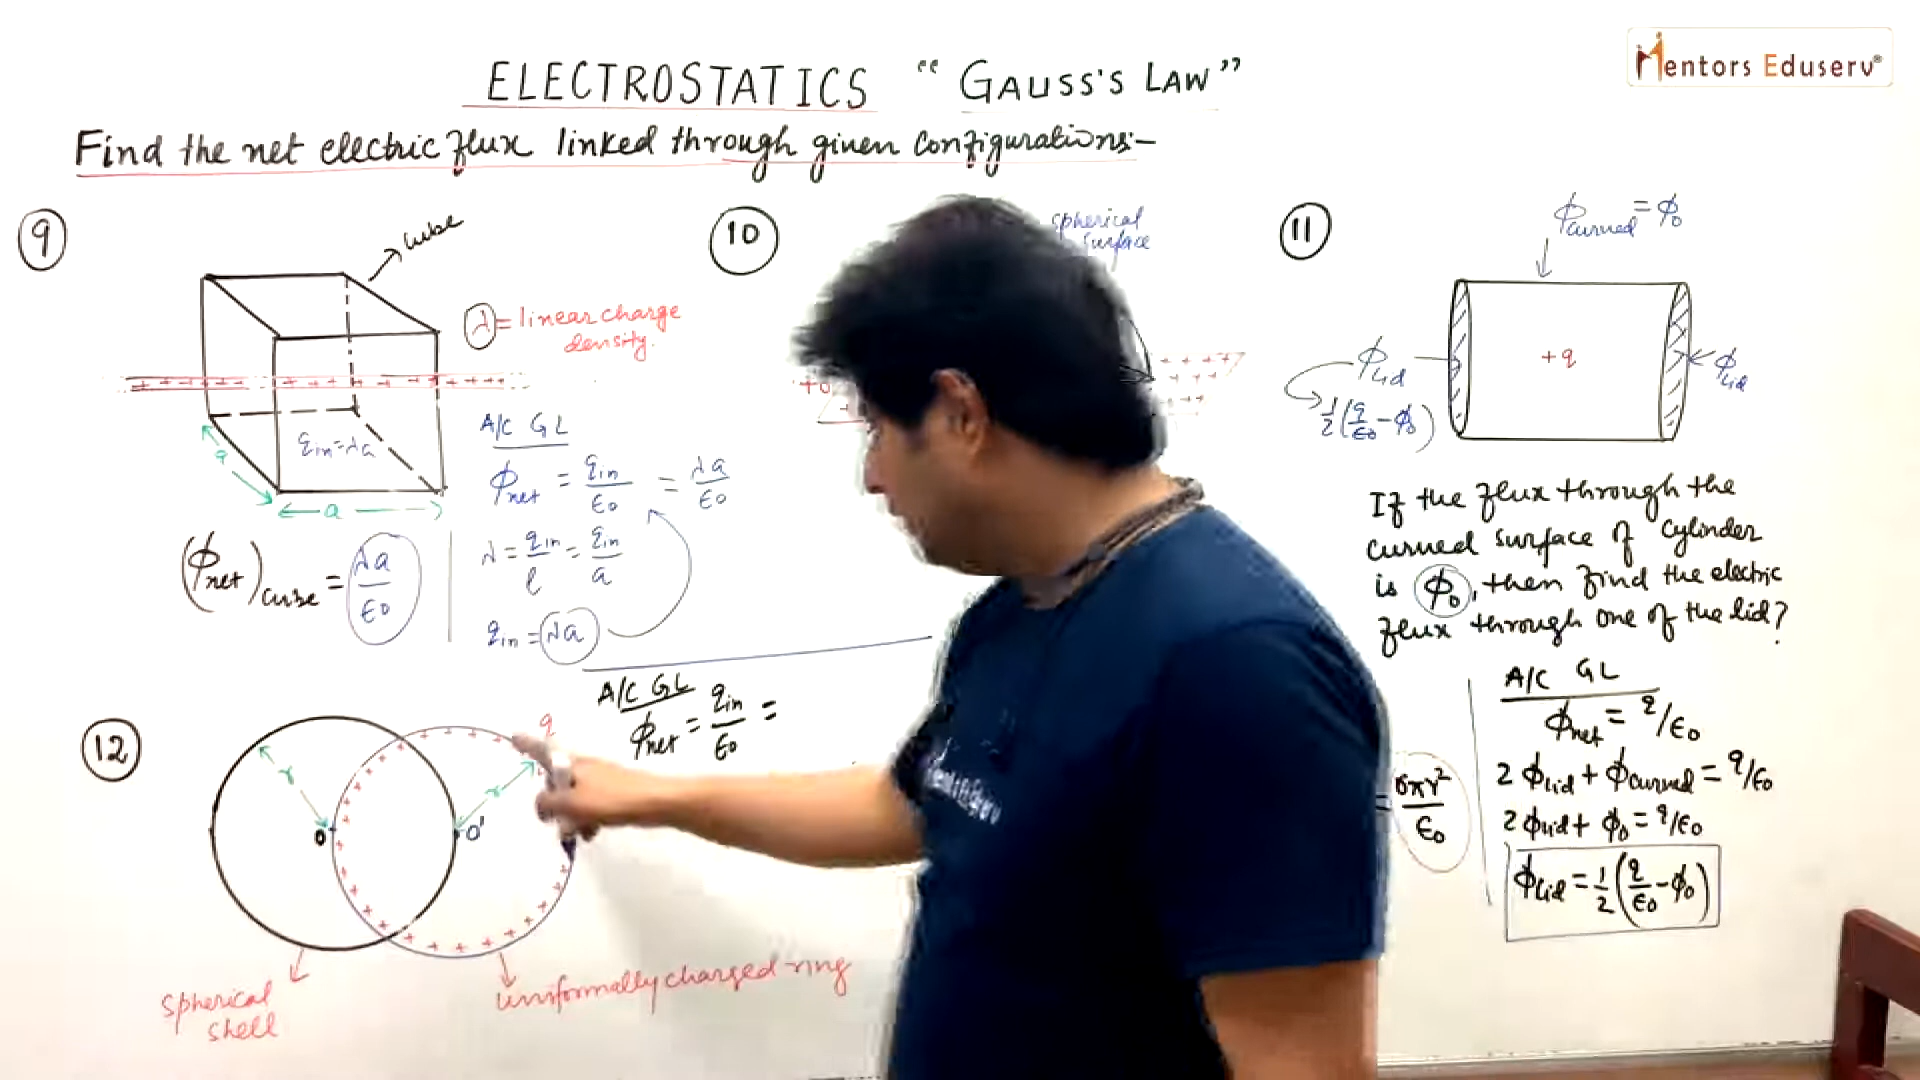 Mentors Eduserv®
ELECTROSTATICS "GAUSS'S LAW"
Find the net electric flux linked through given configurations:-
9
cube
λ = linear charge
density.
+ + + + + + + + + + + + +
qin=λa
a
a
A/C GL
ϕnet = qin/ε0 = λa/ε0
λ = qin/l = qin/a
qin = λa
(ϕnet)cube = λa/ε0
10
spherical
surface
+σ
= σπr²/ε0
11
ϕcurved = ϕ0
ϕlid
+q
ϕlid
1/2(q/ε0 - ϕ0)
If the flux through the
curved surface of cylinder
is ϕ0, then find the electric
flux through one of the lid?
A/C GL
ϕnet = q/ε0
2ϕlid + ϕcurved = q/ε0
2ϕlid + ϕ0 = q/ε0
ϕlid = 1/2(q/ε0 - ϕ0)
12
A/C GL
ϕnet = qin/ε0 =
q
r
r
O
O'
Spherical
shell
Uniformally charged ring